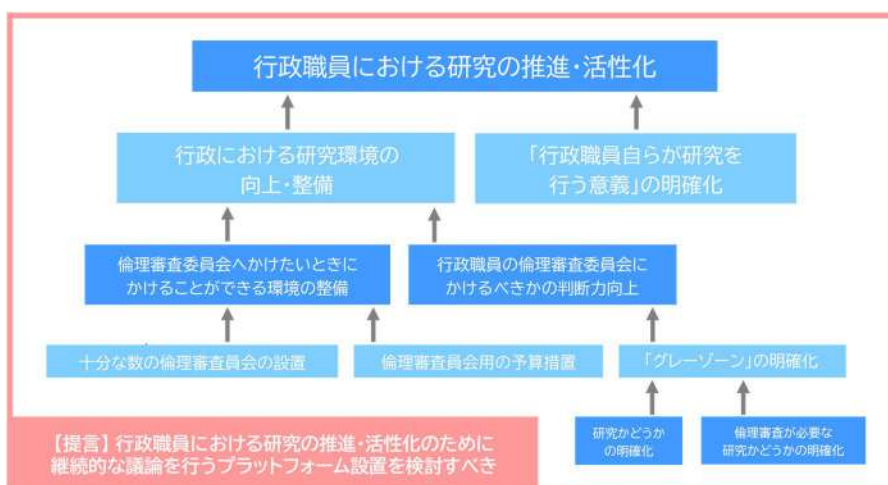 行政職員における研究の推進・活性化
行政における研究環境の
向上・整備
「行政職員自らが研究を
行う意義」の明確化
倫理審査委員会へかけたいときに
かけることができる環境の整備
行政職員の倫理審査委員会に
かけるべきかの判断力向上
十分な数の倫理審査員会の設置
倫理審査員会用の予算措置
「グレーゾーン」の明確化
研究かどうか
の明確化
倫理審査が必要な
研究かどうかの明確化
【提言】行政職員における研究の推進・活性化のために
継続的な議論を行うプラットフォーム設置を検討すべき